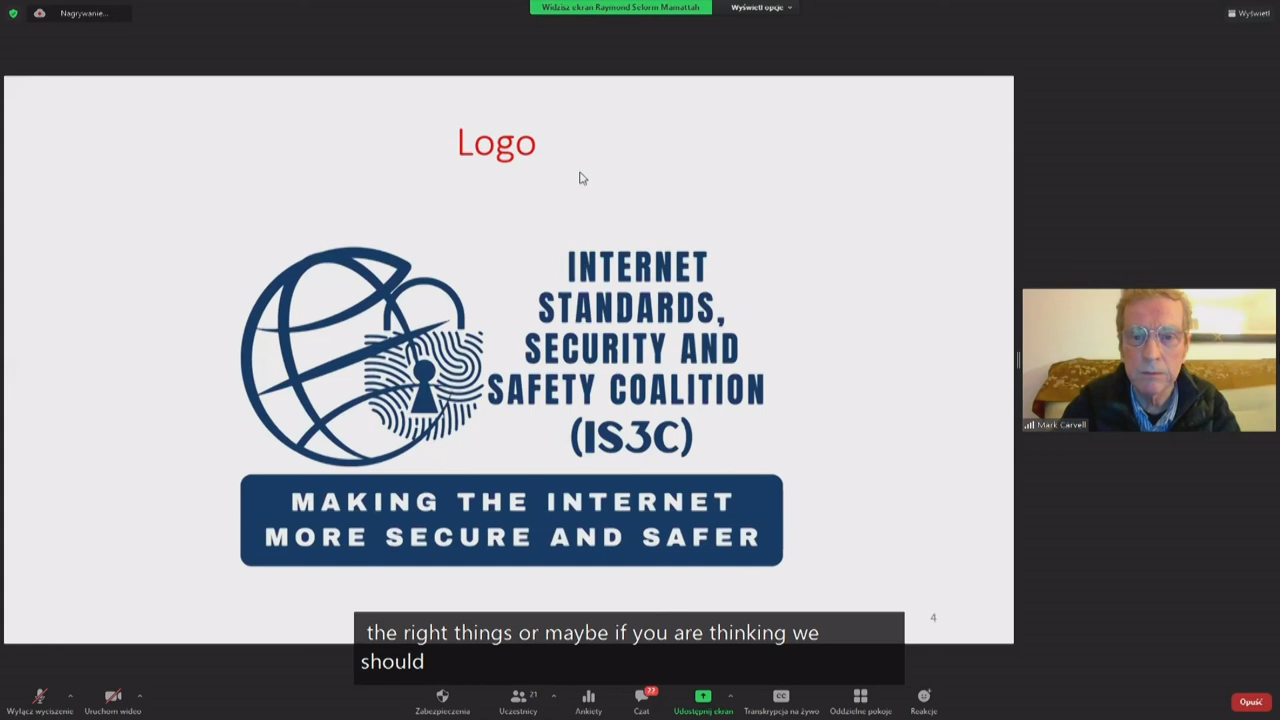 Nagrywanie...
Widzisz ekran Raymond Selorm Mamattah
Wyświetl opcje
Wyświetl
Logo
INTERNET
STANDARDS,
SECURITY AND
SAFETY COALITION
(IS3C)
MAKING THE INTERNET
MORE SECURE AND SAFER
Mark Carvell
4
the right things or maybe if you are thinking we
should
Wyłącz wyciszenie
Uruchom wideo
Zabezpieczenia
Uczestnicy
21
Ankiety
Czat
22
Udostępnij ekran
CC
Transkrypcja na żywo
Oddzielne pokoje
Reakcje
Opuść